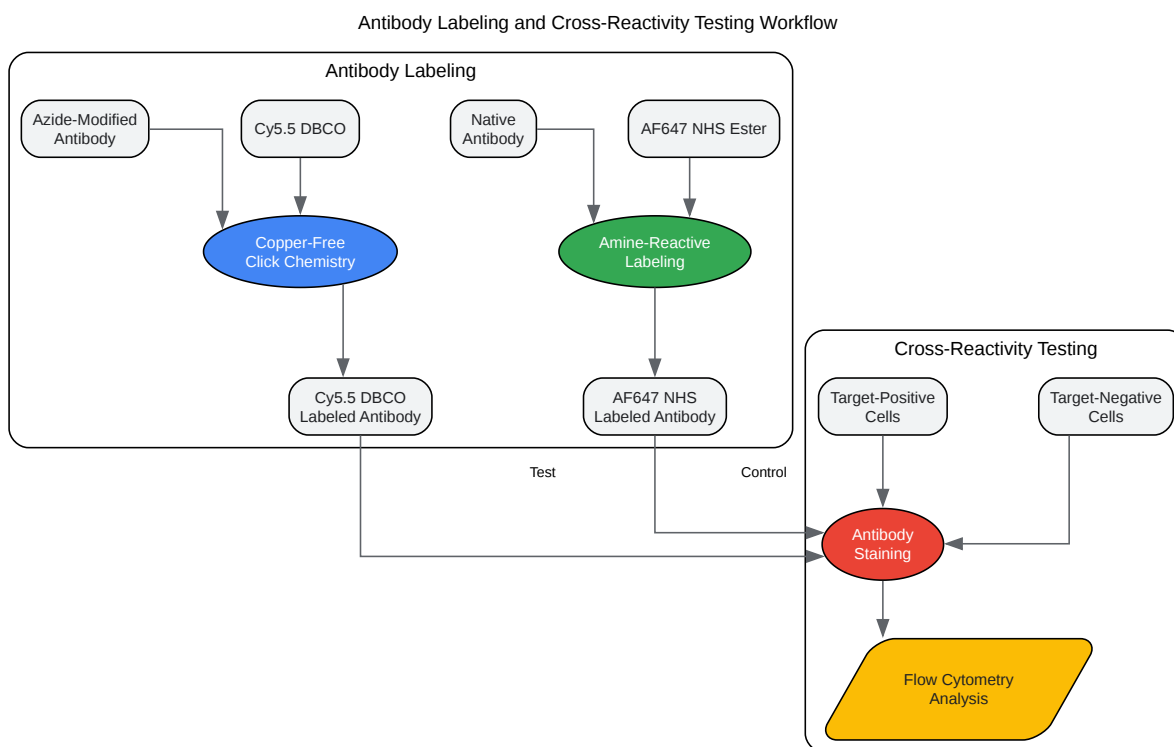 Antibody Labeling and Cross-Reactivity Testing Workflow
Antibody Labeling
Azide-Modified
Antibody
Cy5.5 DBCO
Native
Antibody
AF647 NHS Ester
Copper-Free
Click Chemistry
Amine-Reactive
Labeling
Cy5.5 DBCO
Labeled Antibody
AF647 NHS
Labeled Antibody
Cross-Reactivity Testing
Target-Positive
Cells
Target-Negative
Cells
Test
Control
Antibody
Staining
Flow Cytometry
Analysis